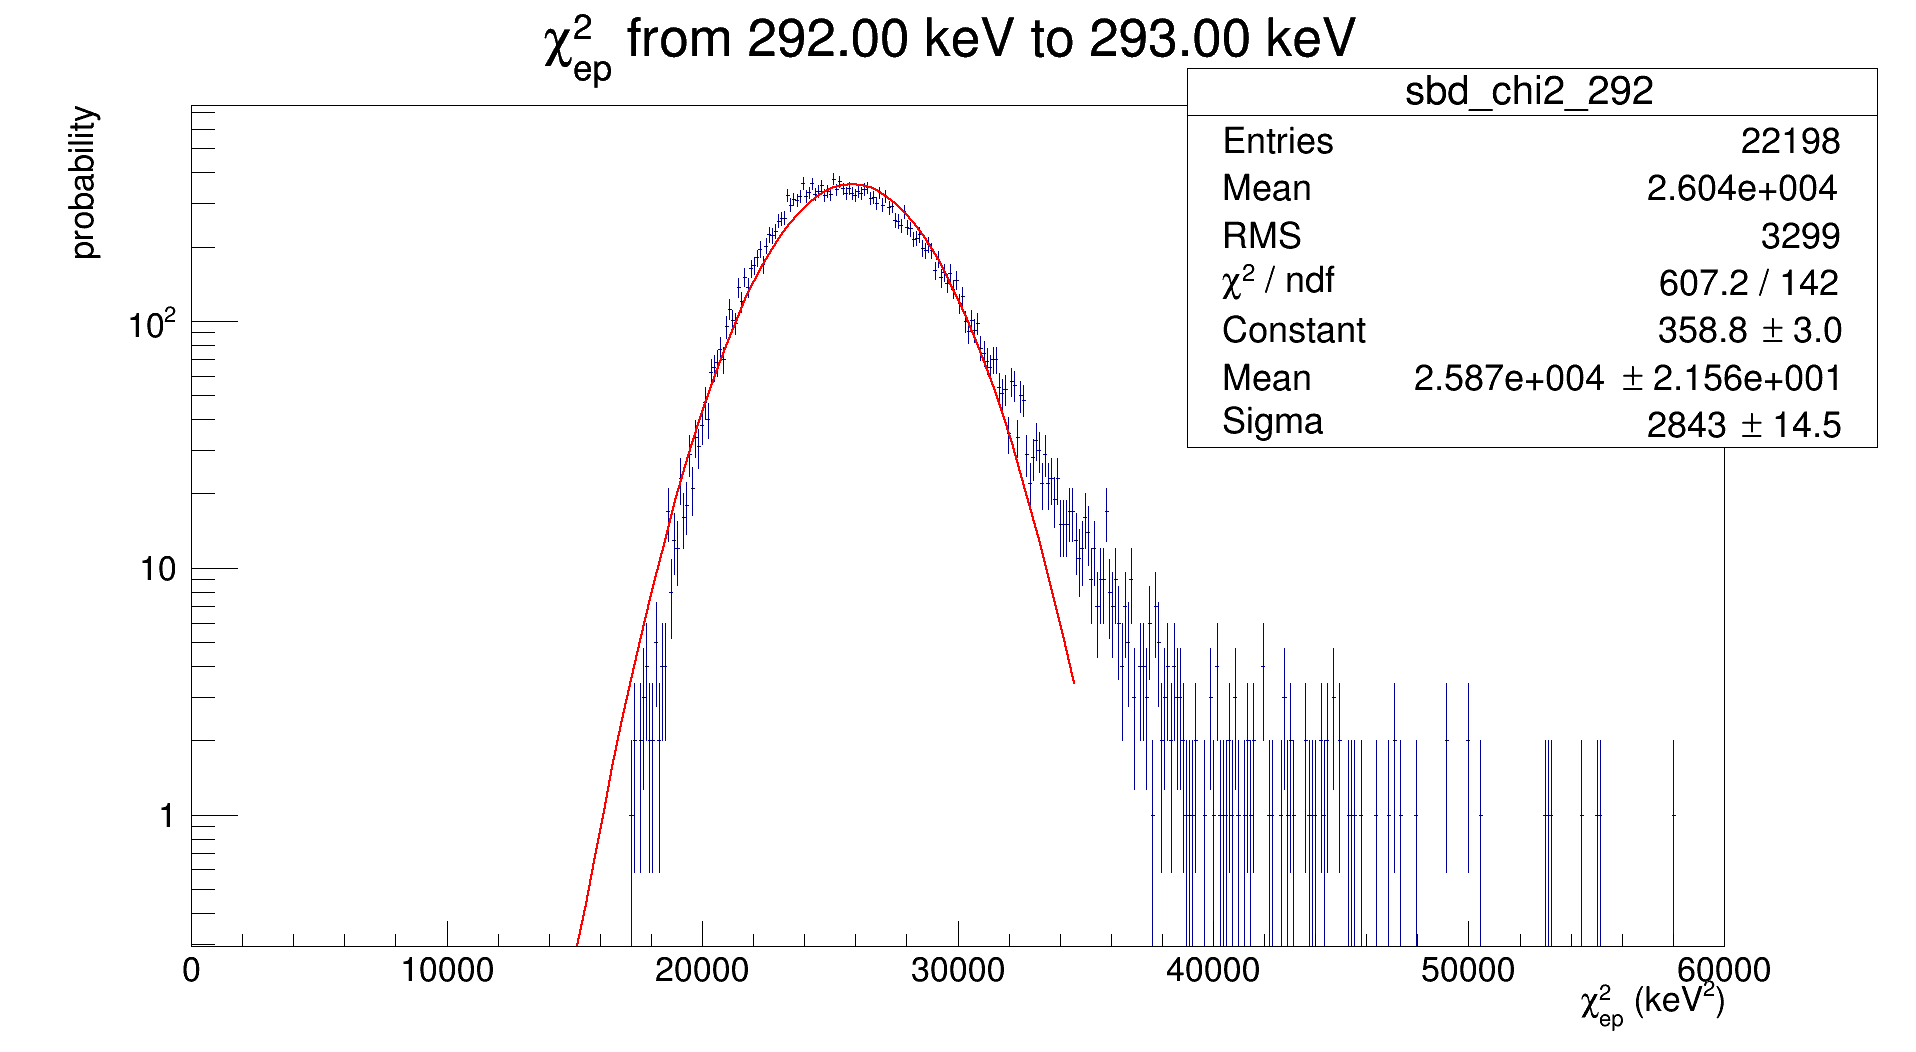 χ²ep from 292.00 keV to 293.00 keV
sbd_chi2_292
Entries 22198
Mean 2.604e+004
RMS 3299
χ² / ndf 607.2 / 142
Constant 358.8 ± 3.0
Mean 2.587e+004 ± 2.156e+001
Sigma 2843 ± 14.5
probability
10²
10
1
0 10000 20000 30000 40000 50000 60000
χ²ep (keV²)